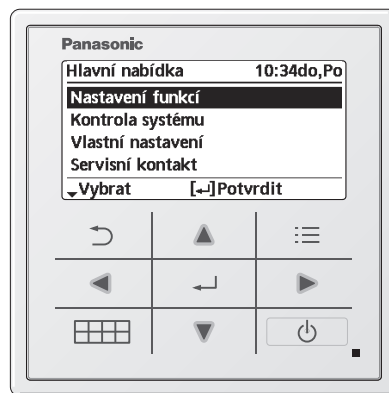 Panasonic
Hlavní nabídka 10:34do,Po
Nastavení funkcí
Kontrola systému
Vlastní nastavení
Servisní kontakt
Vybrat [↵]Potvrdit